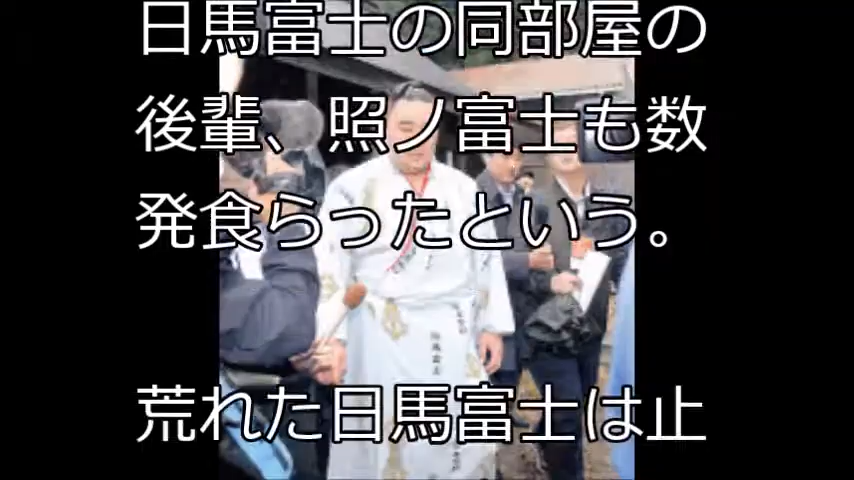 日馬富士の同部屋の
後輩、照ノ富士も数
発食らったという。
荒れた日馬富士は止